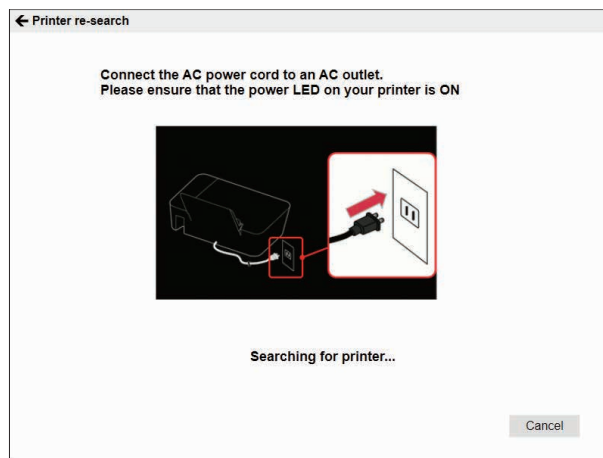 ← Printer re-search
Connect the AC power cord to an AC outlet.
Please ensure that the power LED on your printer is ON
Searching for printer...
Cancel